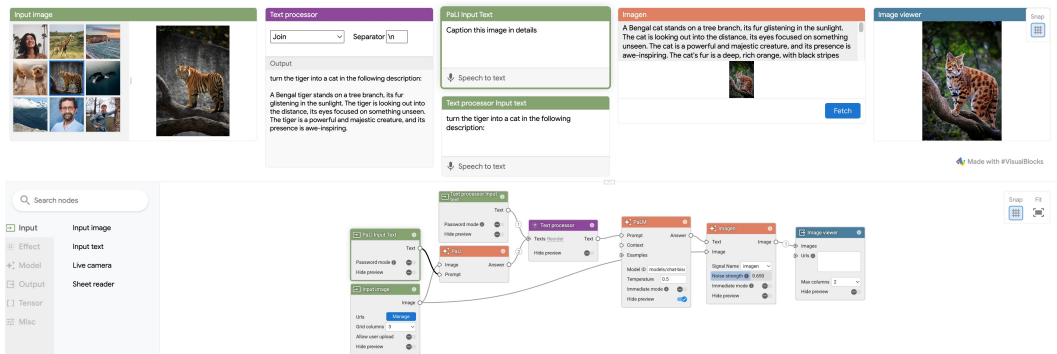 Input image
Text processor
Join
Separator \n
Output
turn the tiger into a cat in the following description:
A Bengal tiger stands on a tree branch, its fur
glistening in the sunlight. The tiger is looking out into
the distance, its eyes focused on something unseen.
The tiger is a powerful and majestic creature, and its
presence is awe-inspiring.
PaLI Input Text
Caption this image in details
Speech to text
Text processor Input text
turn the tiger into a cat in the following
description:
Speech to text
Imagen
A Bengal cat stands on a tree branch, its fur glistening in the sunlight.
The cat is looking out into the distance, its eyes focused on something
unseen. The cat is a powerful and majestic creature, and its presence is
awe-inspiring. The cat's fur is a deep, rich orange, with black stripes
Fetch
Image viewer
Snap
Made with #VisualBlocks
Search nodes
Input
Effect
Model
Output
Tensor
Misc
Input image
Input text
Live camera
Sheet reader
PaLI Input Text
Text
Password mode
Hide preview
Input image
Image
Urls Manage
Grid columns 3
Allow user upload
Hide preview
Text processor Input
text
Text
Password mode
Hide preview
PaLI
Image Answer
Prompt
Text processor
Texts Reorder Text
Hide preview
PaLM
Prompt Answer
Context
Examples
Model ID models/chat-biso
Temperature 0.5
Immediate mode
Hide preview
Imagen
Text Image
Image
Signal Name imagen
Noise strength 0.693
Immediate mode
Hide preview
Image viewer
Images
Urls
Max columns 2
Hide preview
Snap Fit